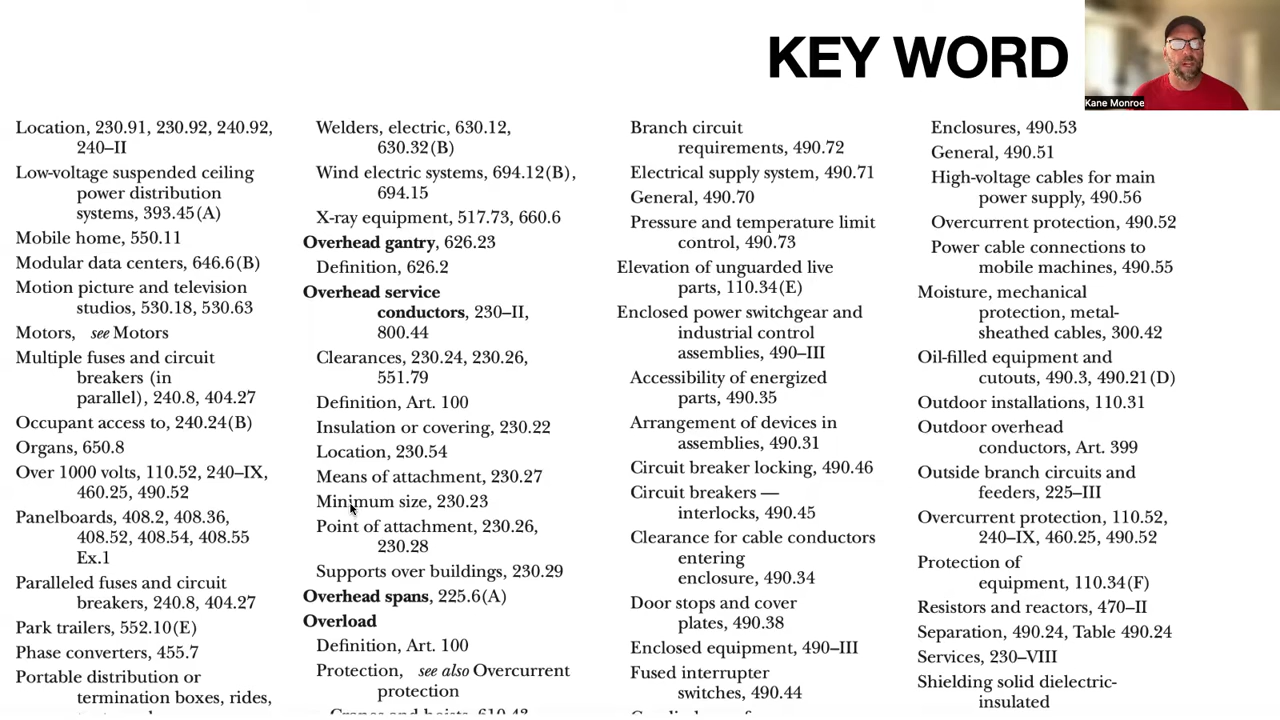 KEY WORD
Kane Monroe
Location, 230.91, 230.92, 240.92,
240–II
Low-voltage suspended ceiling
power distribution
systems, 393.45(A)
Mobile home, 550.11
Modular data centers, 646.6(B)
Motion picture and television
studios, 530.18, 530.63
Motors, see Motors
Multiple fuses and circuit
breakers (in
parallel), 240.8, 404.27
Occupant access to, 240.24(B)
Organs, 650.8
Over 1000 volts, 110.52, 240–IX,
460.25, 490.52
Panelboards, 408.2, 408.36,
408.52, 408.54, 408.55
Ex.1
Paralleled fuses and circuit
breakers, 240.8, 404.27
Park trailers, 552.10(E)
Phase converters, 455.7
Portable distribution or
termination boxes, rides,
Welders, electric, 630.12,
630.32(B)
Wind electric systems, 694.12(B),
694.15
X-ray equipment, 517.73, 660.6
Overhead gantry, 626.23
Definition, 626.2
Overhead service
conductors, 230–II,
800.44
Clearances, 230.24, 230.26,
551.79
Definition, Art. 100
Insulation or covering, 230.22
Location, 230.54
Means of attachment, 230.27
Minimum size, 230.23
Point of attachment, 230.26,
230.28
Supports over buildings, 230.29
Overhead spans, 225.6(A)
Overload
Definition, Art. 100
Protection, see also Overcurrent
protection
Cranes and hoists, 610.43
Branch circuit
requirements, 490.72
Electrical supply system, 490.71
General, 490.70
Pressure and temperature limit
control, 490.73
Elevation of unguarded live
parts, 110.34(E)
Enclosed power switchgear and
industrial control
assemblies, 490–III
Accessibility of energized
parts, 490.35
Arrangement of devices in
assemblies, 490.31
Circuit breaker locking, 490.46
Circuit breakers —
interlocks, 490.45
Clearance for cable conductors
entering
enclosure, 490.34
Door stops and cover
plates, 490.38
Enclosed equipment, 490–III
Fused interrupter
switches, 490.44
Enclosures, 490.53
General, 490.51
High-voltage cables for main
power supply, 490.56
Overcurrent protection, 490.52
Power cable connections to
mobile machines, 490.55
Moisture, mechanical
protection, metal-
sheathed cables, 300.42
Oil-filled equipment and
cutouts, 490.3, 490.21(D)
Outdoor installations, 110.31
Outdoor overhead
conductors, Art. 399
Outside branch circuits and
feeders, 225–III
Overcurrent protection, 110.52,
240–IX, 460.25, 490.52
Protection of
equipment, 110.34(F)
Resistors and reactors, 470–II
Separation, 490.24, Table 490.24
Services, 230–VIII
Shielding solid dielectric-
insulated